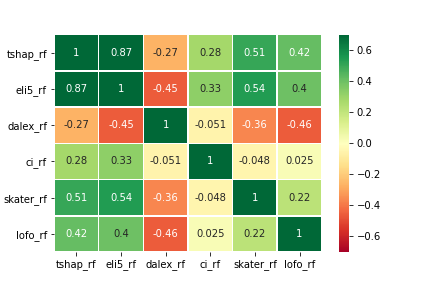 tshap_rf 1 0.87 -0.27 0.28 0.51 0.42
eli5_rf 0.87 1 -0.45 0.33 0.54 0.4
dalex_rf -0.27 -0.45 1 -0.051 -0.36 -0.46
ci_rf 0.28 0.33 -0.051 1 -0.048 0.025
skater_rf 0.51 0.54 -0.36 -0.048 1 0.22
lofo_rf 0.42 0.4 -0.46 0.025 0.22 1
tshap_rf eli5_rf dalex_rf ci_rf skater_rf lofo_rf
0.6
0.4
0.2
0.0
−0.2
−0.4
−0.6